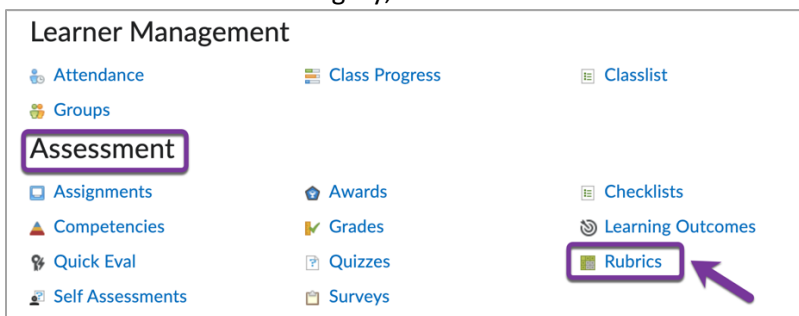 Learner Management
Attendance Class Progress Classlist
Groups
Assessment
Assignments Awards Checklists
Competencies Grades Learning Outcomes
Quick Eval Quizzes Rubrics
Self Assessments Surveys